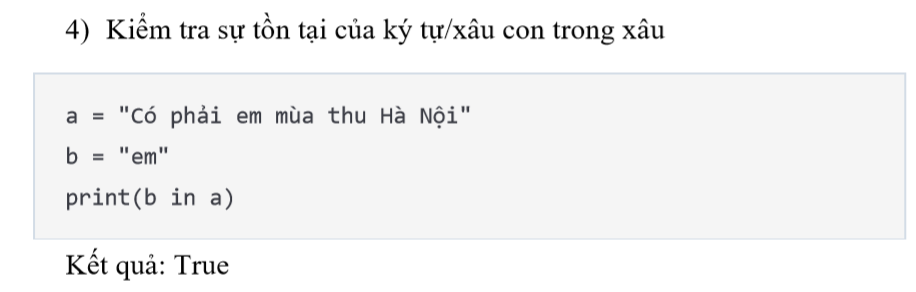 4) Kiểm tra sự tồn tại của ký tự/xâu con trong xâu
a = "Có phải em mùa thu Hà Nội"
b = "em"
print(b in a)
Kết quả: True